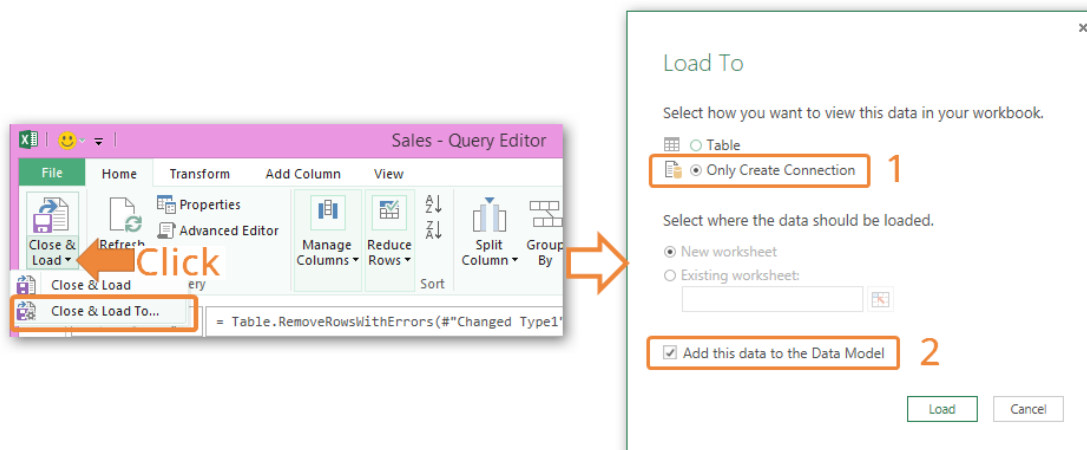 Sales - Query Editor
File Home Transform Add Column View
Properties
Advanced Editor
Close & Load
Refresh
Manage Columns
Reduce Rows
Split Column
Group By
Click
Close & Load
Sort
Close & Load To...
= Table.RemoveRowsWithErrors(#"Changed Type1"
Load To
Select how you want to view this data in your workbook.
Table
Only Create Connection
1
Select where the data should be loaded.
New worksheet
Existing worksheet:
Add this data to the Data Model
2
Load Cancel